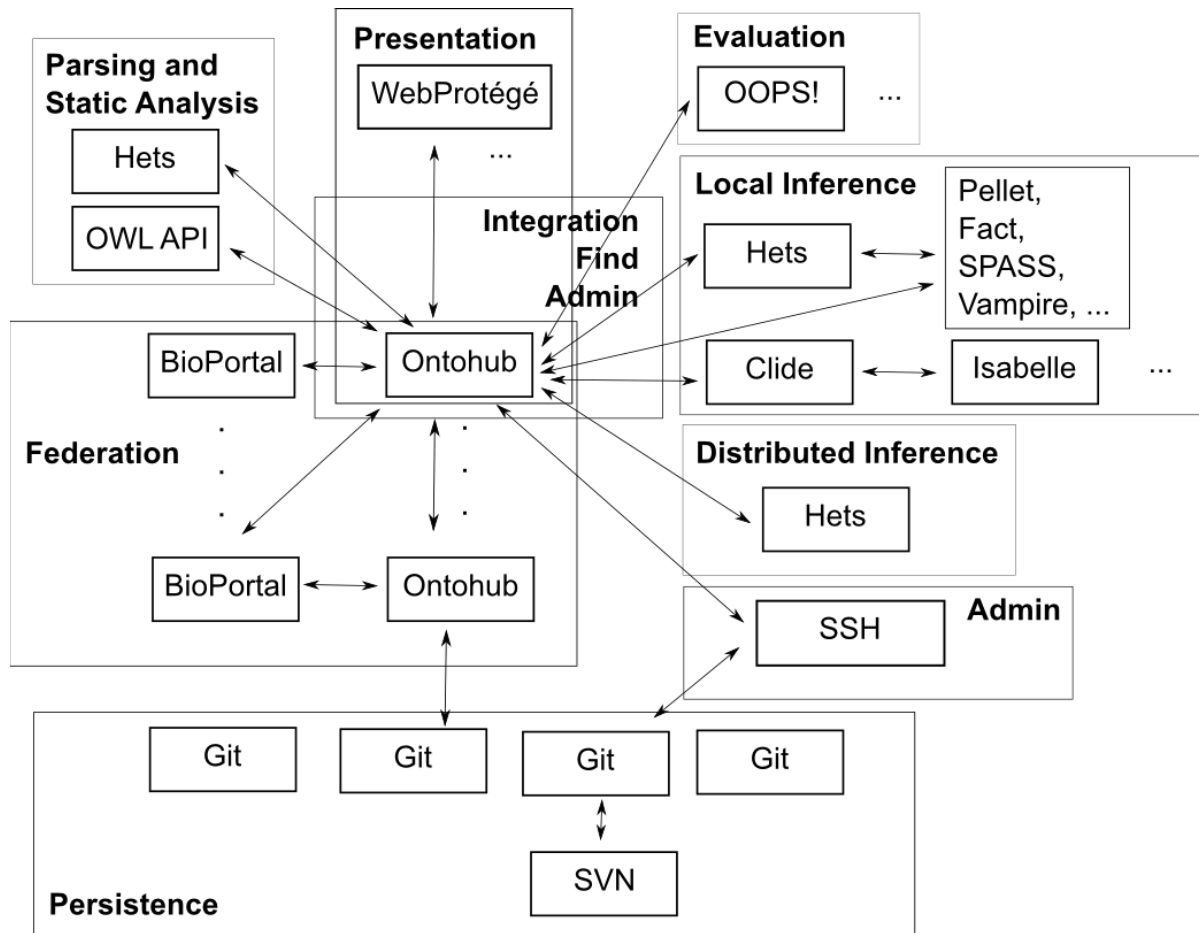 Parsing and
Static Analysis
Hets
OWL API
Presentation
WebProtégé
...
Evaluation
OOPS!
...
Integration
Find
Admin
Local Inference
Hets
Pellet,
Fact,
SPASS,
Vampire, ...
Clide
Isabelle
...
Federation
BioPortal
Ontohub
.
.
.
.
.
.
BioPortal
Ontohub
Distributed Inference
Hets
Admin
SSH
Git
Git
Git
Git
SVN
Persistence